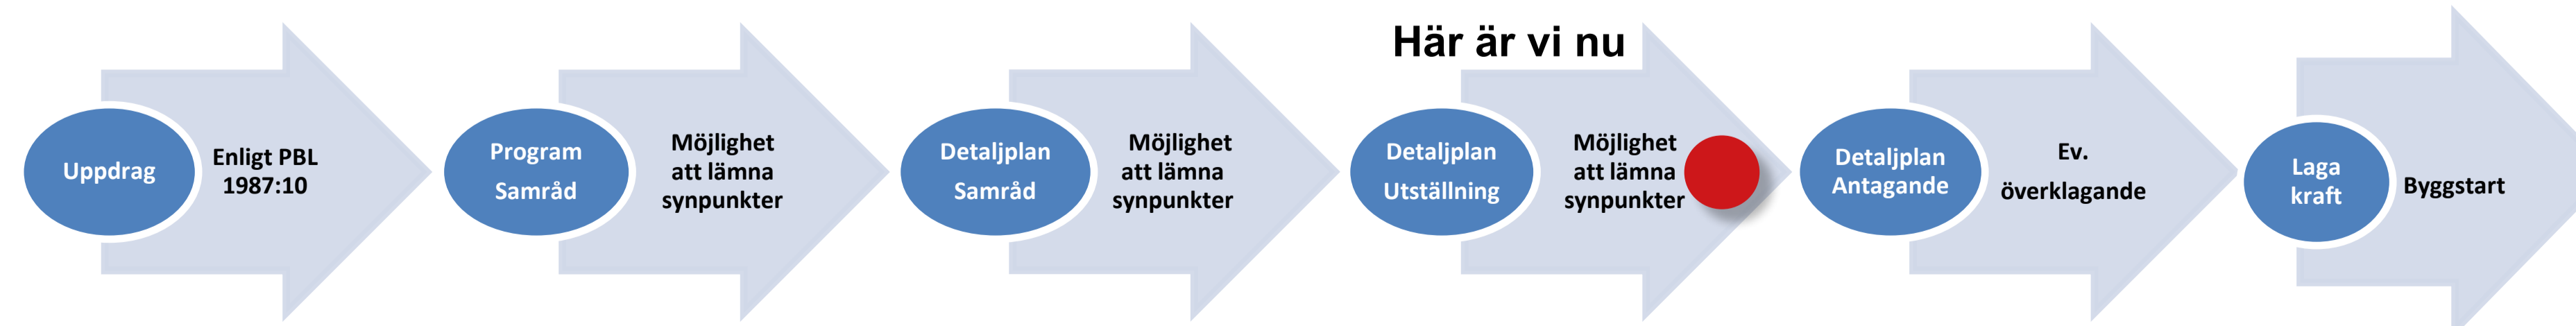 Här är vi nu
Uppdrag
Enligt PBL
1987:10
Program
Samråd
Möjlighet
att lämna
synpunkter
Detaljplan
Samråd
Möjlighet
att lämna
synpunkter
Detaljplan
Utställning
Möjlighet
att lämna
synpunkter
Detaljplan
Antagande
Ev.
överklagande
Laga
kraft
Byggstart